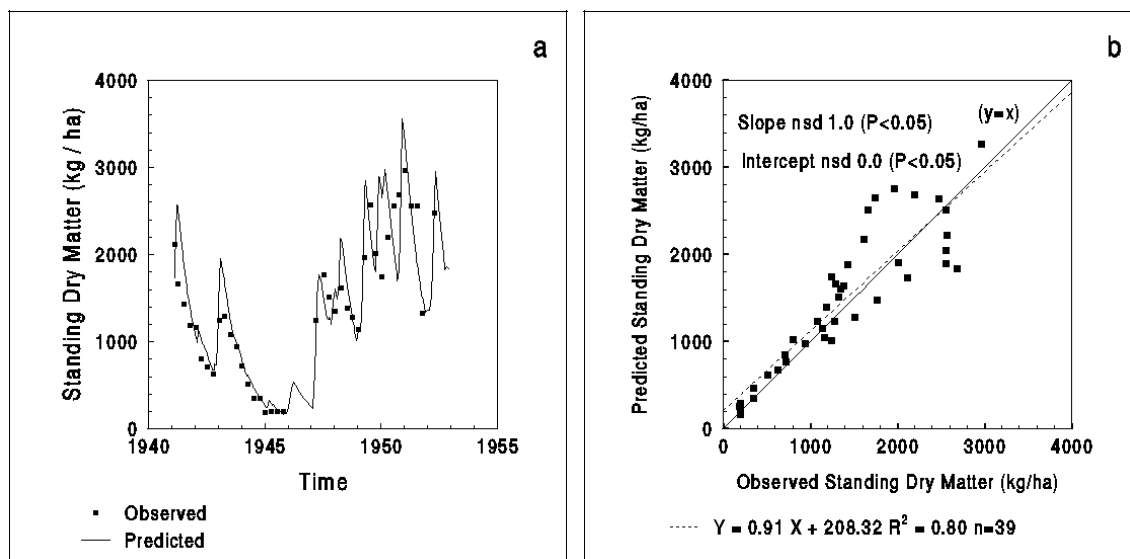 a
Standing Dry Matter (kg / ha)
4000
3000
2000
1000
0
1940
1945
1950
1955
Time
Observed
Predicted
b
Predicted Standing Dry Matter (kg/ha)
4000
3000
2000
1000
0
(y=x)
Slope nsd 1.0 (P<0.05)
Intercept nsd 0.0 (P<0.05)
0
1000
2000
3000
4000
Observed Standing Dry Matter (kg/ha)
Y = 0.91 X + 208.32 R² = 0.80 n=39